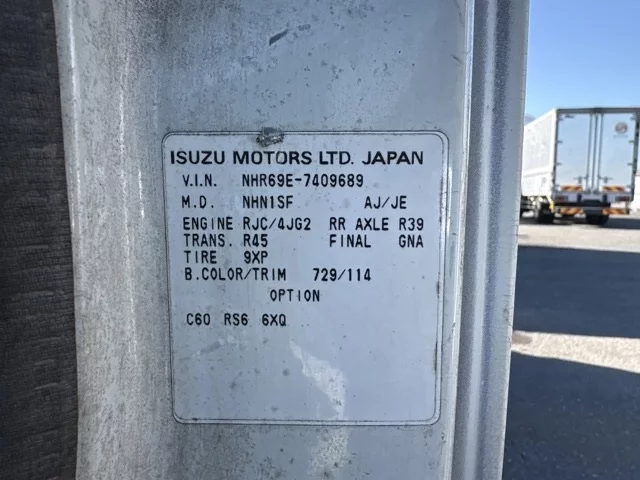 ISUZU MOTORS LTD. JAPAN
V.I.N. NHR69E-7409689
M.D. NHN1SF AJ/JE
ENGINE RJC/4JG2 RR AXLE R39
TRANS. R45 FINAL GNA
TIRE 9XP
B.COLOR/TRIM 729/114
OPTION
C60 RS6 6XQ